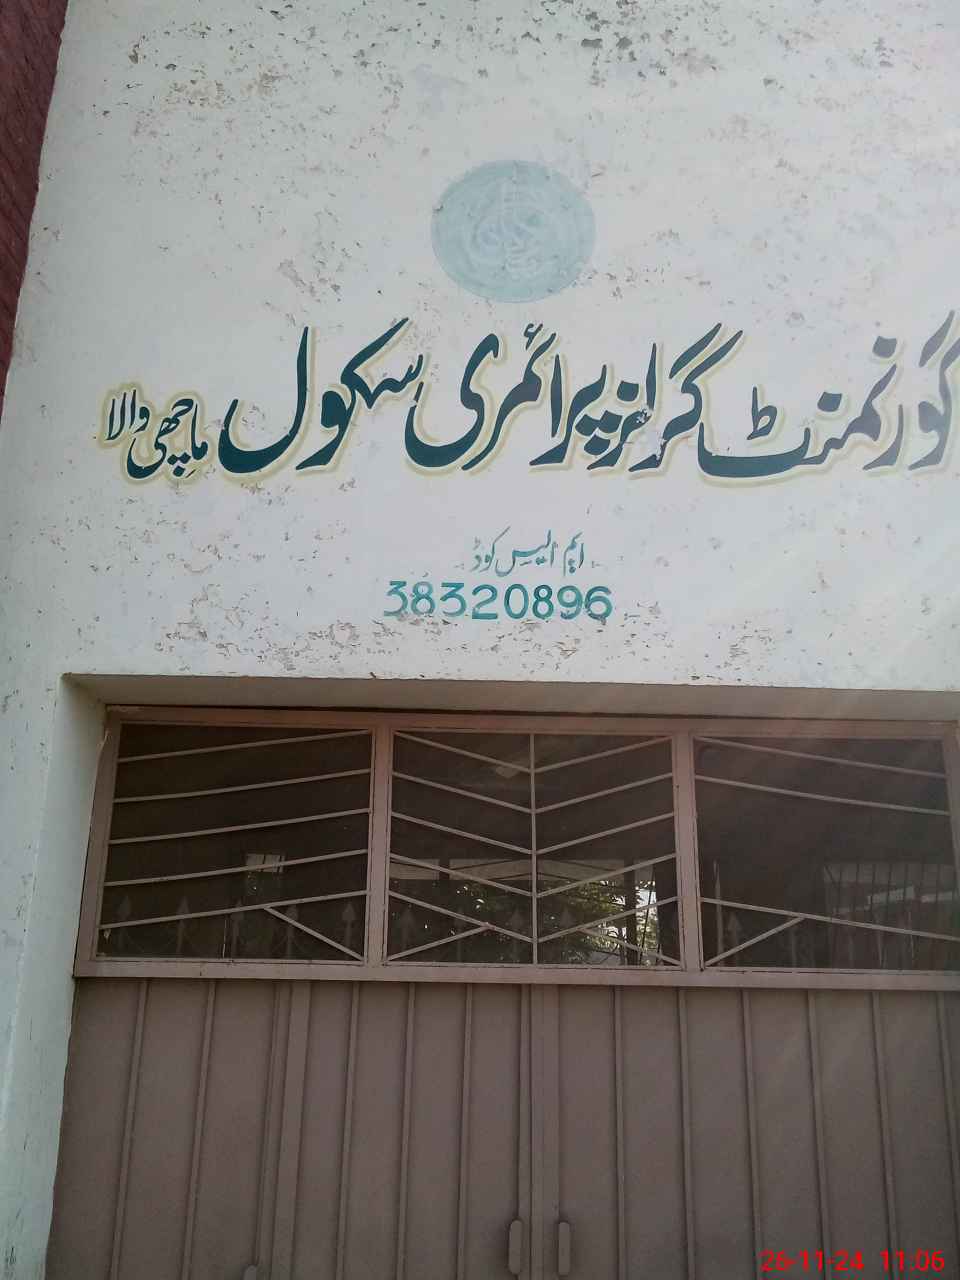 گورنمنٹ گرلز پرائمری سکول ماچھی والا
ایم ایس کوڈ
38320896
26-11-24 11:06